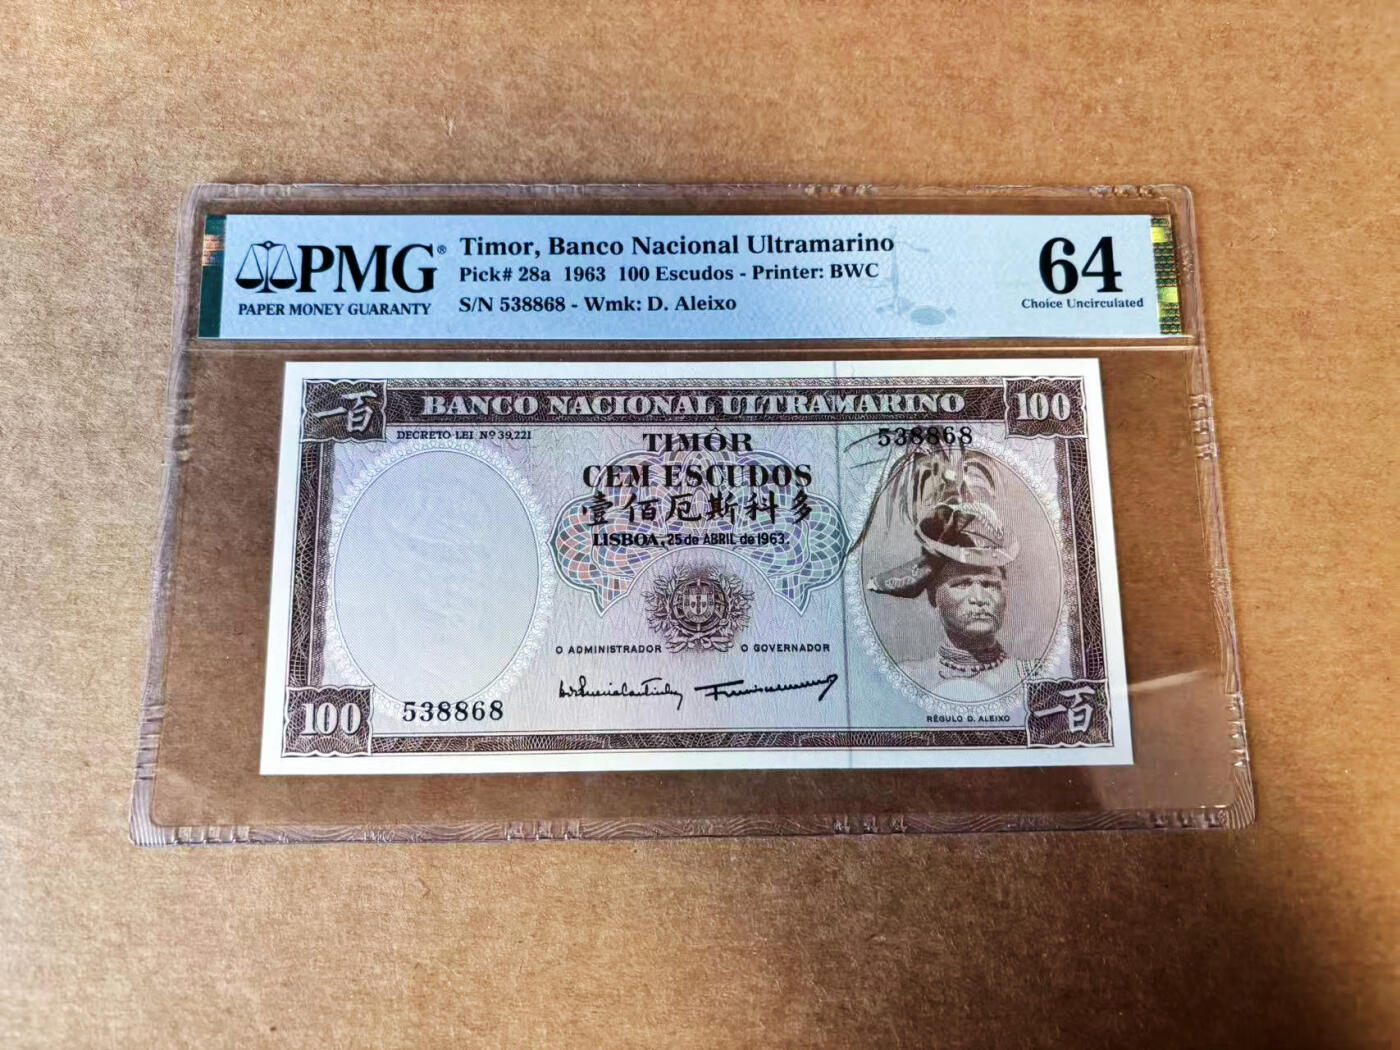 PMG®
PAPER MONEY GUARANTY
Timor, Banco Nacional Ultramarino
Pick# 28a 1963 100 Escudos - Printer: BWC
S/N 538868 - Wmk: D. Aleixo
64
Choice Uncirculated
一百
BANCO NACIONAL ULTRAMARINO
100
DECRETO-LEI Nº 39,221
TIMÔR
538868
CEM ESCUDOS
壹佰厄斯科多
LISBOA, 25 de ABRIL de 1963.
O ADMINISTRADOR
O GOVERNADOR
100
538868
RÉGULO D. ALEIXO
一百